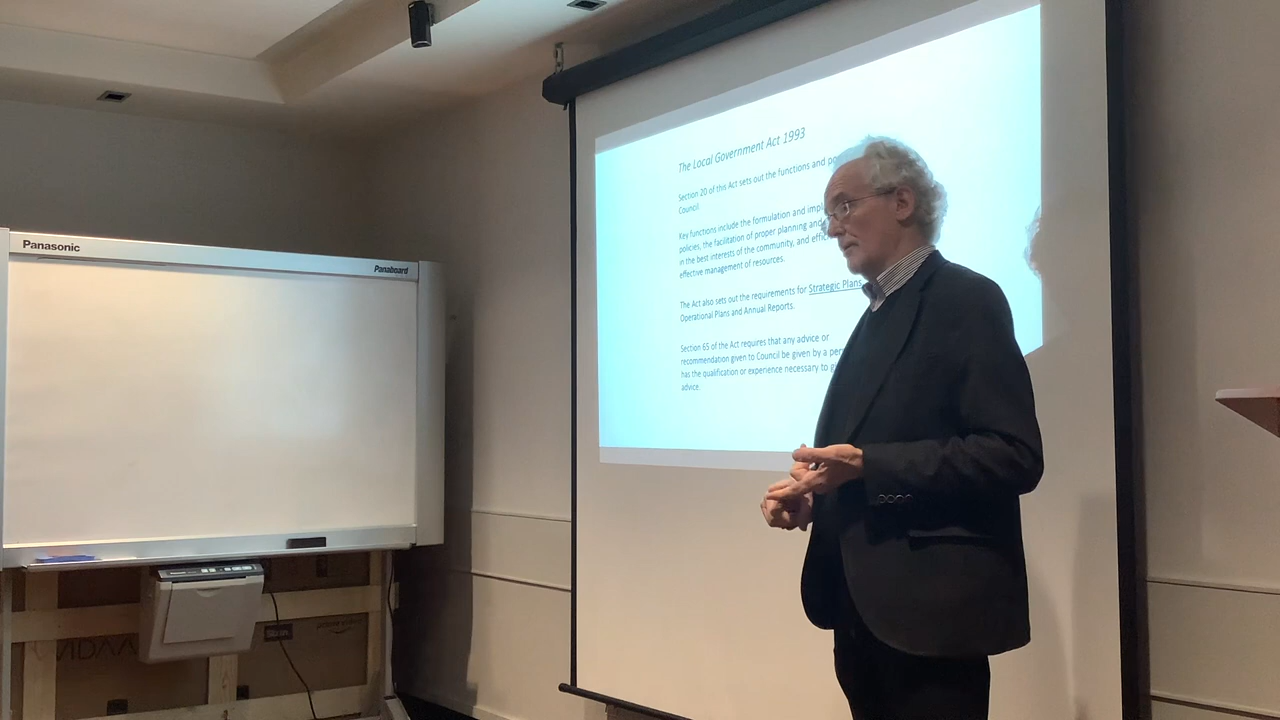 Panasonic
Panaboard
The Local Government Act 1993
Section 20 of this Act sets out the functions and
Council
Key functions include the formulation and
policies, the facilitation of proper planning and
in the best interests of the community, and
effective management of resources.
The Act also sets out the requirements for Strategic Plans
Operational Plans and Annual Reports.
Section 65 of the Act requires that any advice or
recommendation given to Council be given by a
has the qualification or experience necessary to
advice.